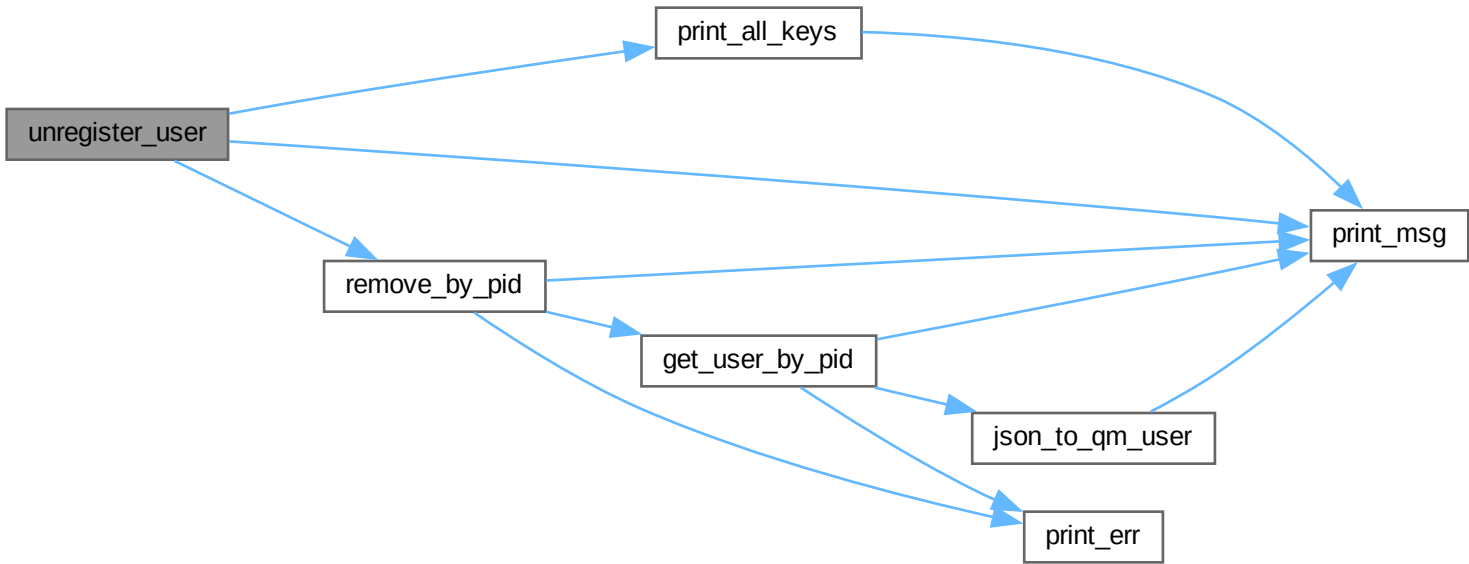 print_all_keys
unregister_user
print_msg
remove_by_pid
get_user_by_pid
json_to_qm_user
print_err